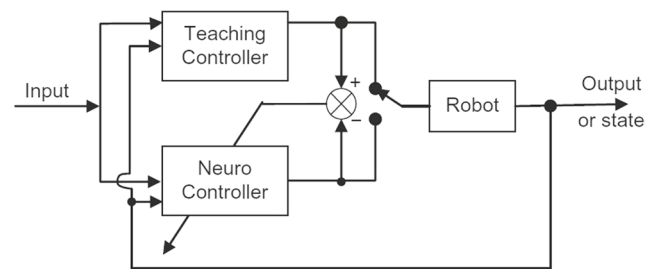 Teaching
Controller
Input
+
−
Robot
Output
or state
Neuro
Controller